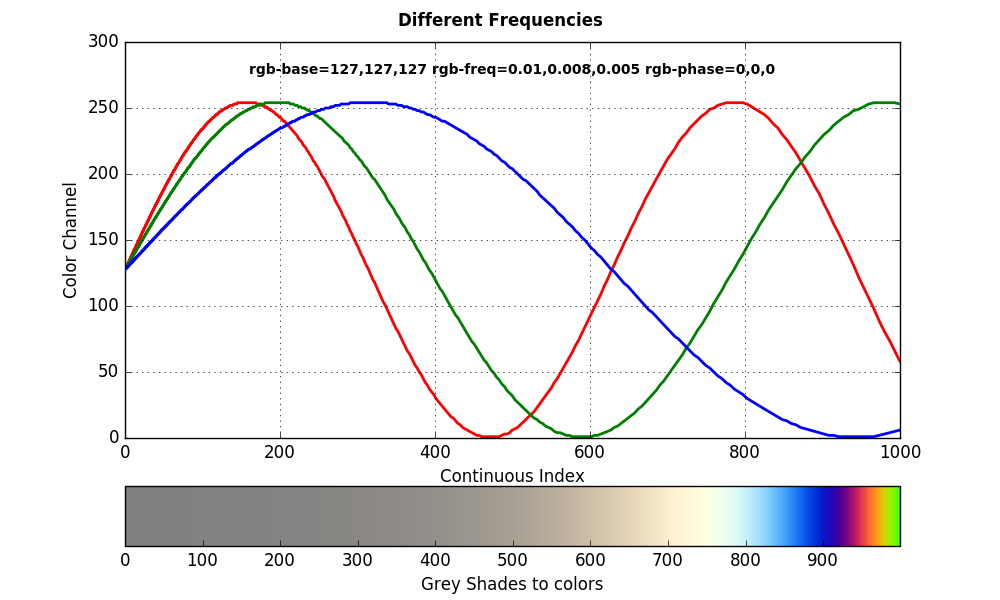 Different Frequencies
rgb-base=127,127,127 rgb-freq=0.01,0.008,0.005 rgb-phase=0,0,0
300
250
200
150
100
50
0
Color Channel
0 200 400 600 800 1000
Continuous Index
0 100 200 300 400 500 600 700 800 900
Grey Shades to colors